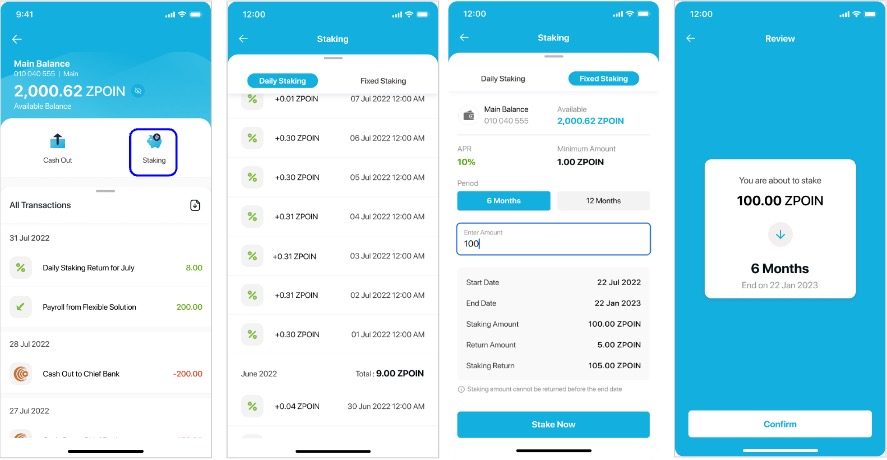 9:41
Main Balance
010 040 555 | Main
2,000.62 ZPOIN
Available Balance
Cash Out
Staking
All Transactions
31 Jul 2022
Daily Staking Return for July 8.00
Payroll from Flexible Solution 200.00
28 Jul 2022
Cash Out to Chief Bank -200.00
27 Jul 2022
12:00
Staking
Daily Staking Fixed Staking
+0.01 ZPOIN 07 Jul 2022 12:00 AM
+0.30 ZPOIN 06 Jul 2022 12:00 AM
+0.30 ZPOIN 05 Jul 2022 12:00 AM
+0.31 ZPOIN 04 Jul 2022 12:00 AM
+0.31 ZPOIN 03 Jul 2022 12:00 AM
+0.31 ZPOIN 02 Jul 2022 12:00 AM
+0.30 ZPOIN 01 Jul 2022 12:00 AM
June 2022 Total : 9.00 ZPOIN
+0.04 ZPOIN 30 Jun 2022 12:00 AM
12:00
Staking
Daily Staking Fixed Staking
Main Balance Available
010 040 555 2,000.62 ZPOIN
APR Minimum Amount
10% 1.00 ZPOIN
Period
6 Months 12 Months
Enter Amount
100
Start Date 22 Jul 2022
End Date 22 Jan 2023
Staking Amount 100.00 ZPOIN
Return Amount 5.00 ZPOIN
Staking Return 105.00 ZPOIN
Staking amount cannot be returned before the end date
Stake Now
12:00
Review
You are about to stake
100.00 ZPOIN
6 Months
End on 22 Jan 2023
Confirm